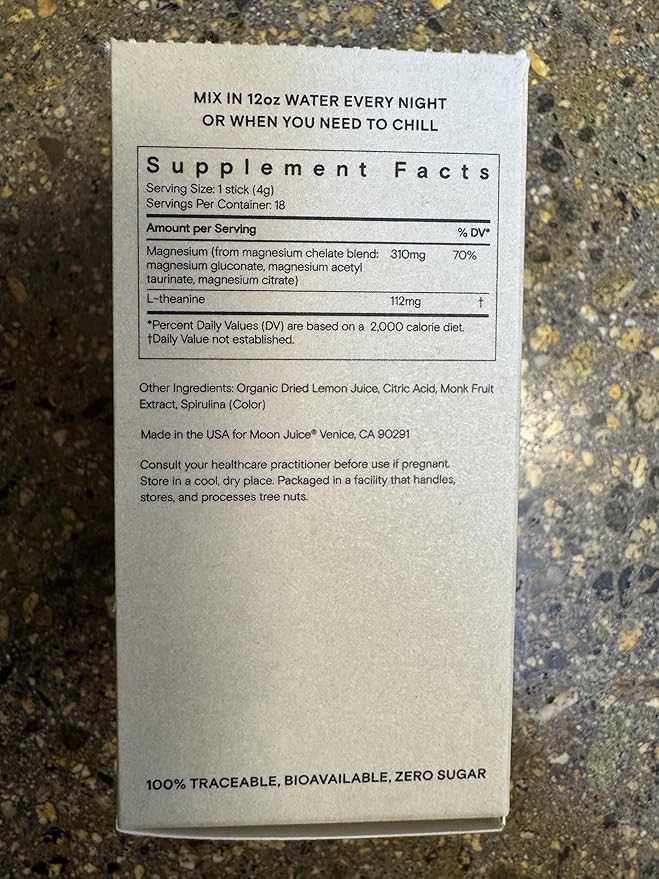 MIX IN 12oz WATER EVERY NIGHT
OR WHEN YOU NEED TO CHILL
Supplement Facts
Serving Size: 1 stick (4g)
Servings Per Container: 18
Amount per Serving % DV*
Magnesium (from magnesium chelate blend: 310mg 70%
magnesium gluconate, magnesium acetyl
taurinate, magnesium citrate)
L-theanine 112mg †
*Percent Daily Values (DV) are based on a 2,000 calorie diet.
†Daily Value not established.
Other Ingredients: Organic Dried Lemon Juice, Citric Acid, Monk Fruit
Extract, Spirulina (Color)
Made in the USA for Moon Juice® Venice, CA 90291
Consult your healthcare practitioner before use if pregnant.
Store in a cool, dry place. Packaged in a facility that handles,
stores, and processes tree nuts.
100% TRACEABLE, BIOAVAILABLE, ZERO SUGAR